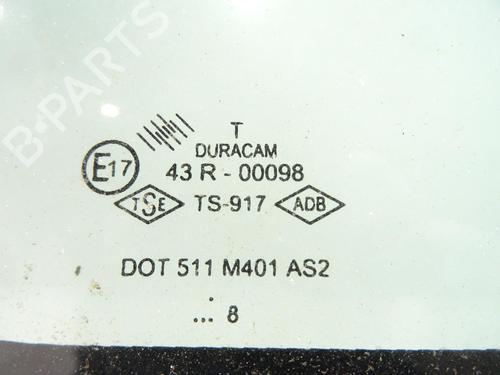 B-PARTS
T
DURACAM
E17
43 R - 00098
TSE TS-917 ADB
DOT 511 M401 AS2
..: 8